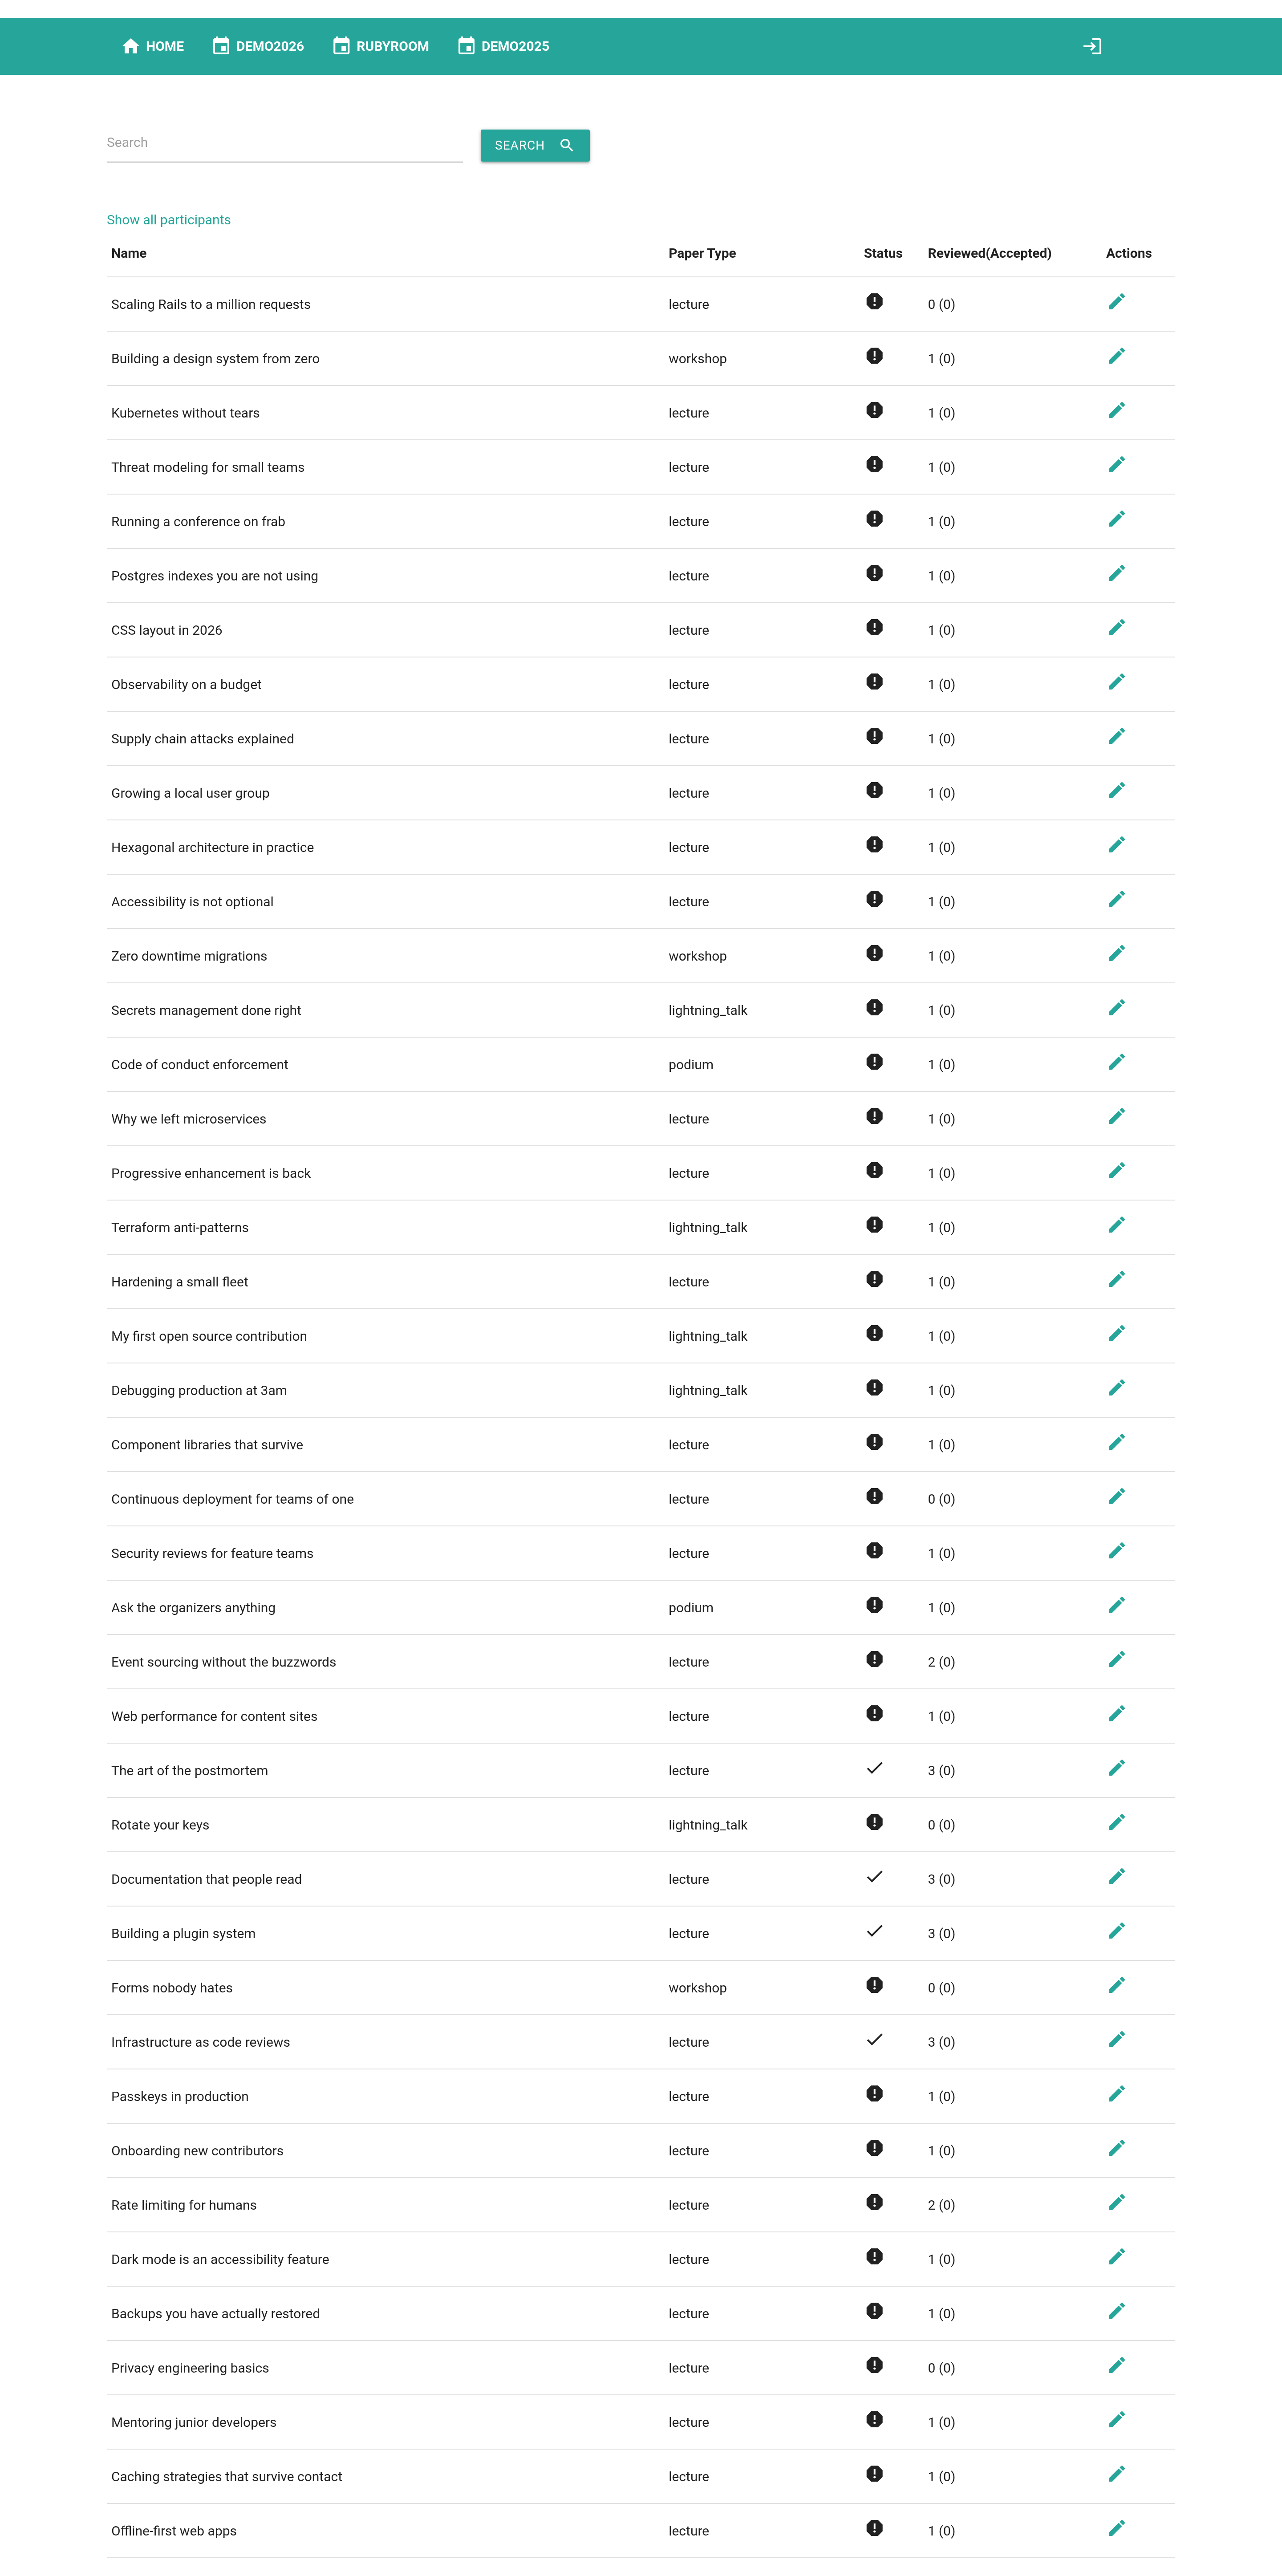 HOME DEMO2026 RUBYROOM DEMO2025
Search SEARCH
Show all participants
Name Paper Type Status Reviewed(Accepted) Actions
Scaling Rails to a million requests lecture 0 (0)
Building a design system from zero workshop 1 (0)
Kubernetes without tears lecture 1 (0)
Threat modeling for small teams lecture 1 (0)
Running a conference on frab lecture 1 (0)
Postgres indexes you are not using lecture 1 (0)
CSS layout in 2026 lecture 1 (0)
Observability on a budget lecture 1 (0)
Supply chain attacks explained lecture 1 (0)
Growing a local user group lecture 1 (0)
Hexagonal architecture in practice lecture 1 (0)
Accessibility is not optional lecture 1 (0)
Zero downtime migrations workshop 1 (0)
Secrets management done right lightning_talk 1 (0)
Code of conduct enforcement podium 1 (0)
Why we left microservices lecture 1 (0)
Progressive enhancement is back lecture 1 (0)
Terraform anti-patterns lightning_talk 1 (0)
Hardening a small fleet lecture 1 (0)
My first open source contribution lightning_talk 1 (0)
Debugging production at 3am lightning_talk 1 (0)
Component libraries that survive lecture 1 (0)
Continuous deployment for teams of one lecture 0 (0)
Security reviews for feature teams lecture 1 (0)
Ask the organizers anything podium 1 (0)
Event sourcing without the buzzwords lecture 2 (0)
Web performance for content sites lecture 1 (0)
The art of the postmortem lecture 3 (0)
Rotate your keys lightning_talk 0 (0)
Documentation that people read lecture 3 (0)
Building a plugin system lecture 3 (0)
Forms nobody hates workshop 0 (0)
Infrastructure as code reviews lecture 3 (0)
Passkeys in production lecture 1 (0)
Onboarding new contributors lecture 1 (0)
Rate limiting for humans lecture 2 (0)
Dark mode is an accessibility feature lecture 1 (0)
Backups you have actually restored lecture 1 (0)
Privacy engineering basics lecture 0 (0)
Mentoring junior developers lecture 1 (0)
Caching strategies that survive contact lecture 1 (0)
Offline-first web apps lecture 1 (0)